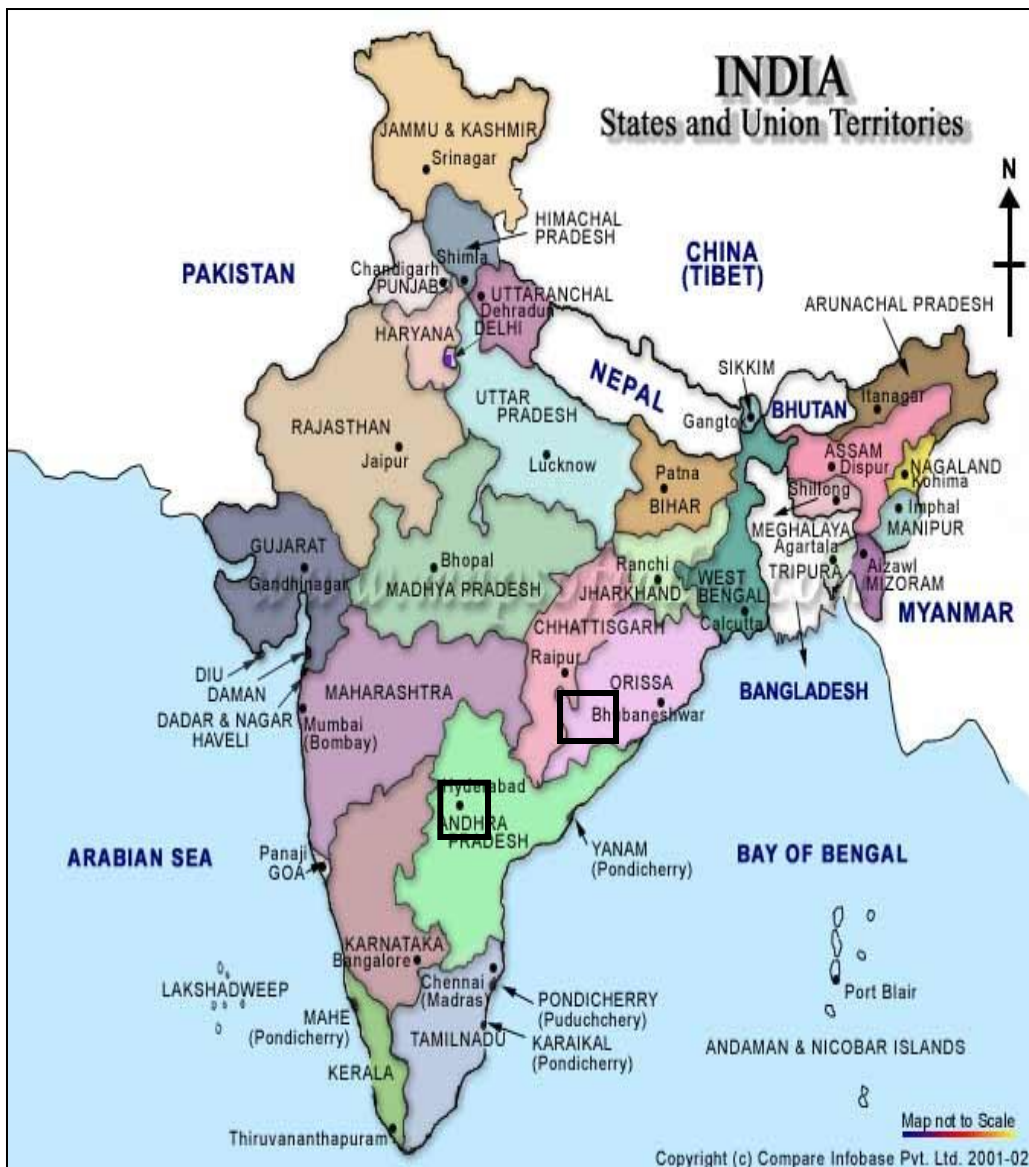 INDIA
States and Union Territories
N
JAMMU & KASHMIR
Srinagar
HIMACHAL
PRADESH
Shimla
PAKISTAN
CHINA
(TIBET)
Chandigarh
PUNJAB
UTTARANCHAL
Dehradun
HARYANA
DELHI
ARUNACHAL PRADESH
NEPAL
SIKKIM
Gangtok
BHUTAN
Itanagar
RAJASTHAN
Jaipur
UTTAR
PRADESH
Lucknow
Patna
BIHAR
ASSAM
Dispur
NAGALAND
Kohima
Shillong
MEGHALAYA
Imphal
MANIPUR
Agartala
TRIPURA
Aizawl
MIZORAM
MYANMAR
GUJARAT
Gandhinagar
Bhopal
MADHYA PRADESH
Ranchi
JHARKHAND
WEST
BENGAL
Calcutta
CHHATTISGARH
Raipur
ORISSA
Bhubaneshwar
BANGLADESH
DIU
DAMAN
DADAR & NAGAR
HAVELI
MAHARASHTRA
Mumbai
(Bombay)
Hyderabad
ANDHRA
PRADESH
YANAM
(Pondicherry)
ARABIAN SEA
BAY OF BENGAL
Panaji
GOA
KARNATAKA
Bangalore
Chennai
(Madras)
PONDICHERRY
(Puduchchery)
LAKSHADWEEP
MAHE
(Pondicherry)
TAMILNADU
KARAIKAL
(Pondicherry)
KERALA
Thiruvananthapuram
Port Blair
ANDAMAN & NICOBAR ISLANDS
Map not to Scale
Copyright (c) Compare Infobase Pvt. Ltd. 2001-02